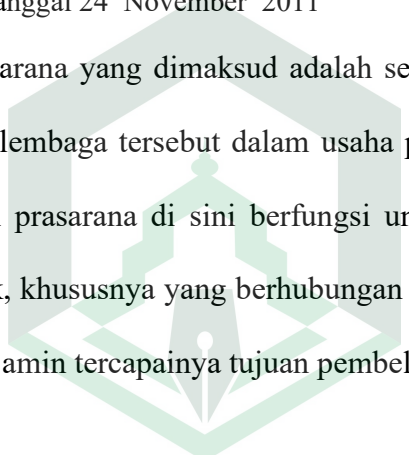 anggal 24 November 2011
arana yang dimaksud adalah se
lembaga tersebut dalam usaha p
prasarana di sini berfungsi un
, khususnya yang berhubungan
amin tercapainya tujuan pembel